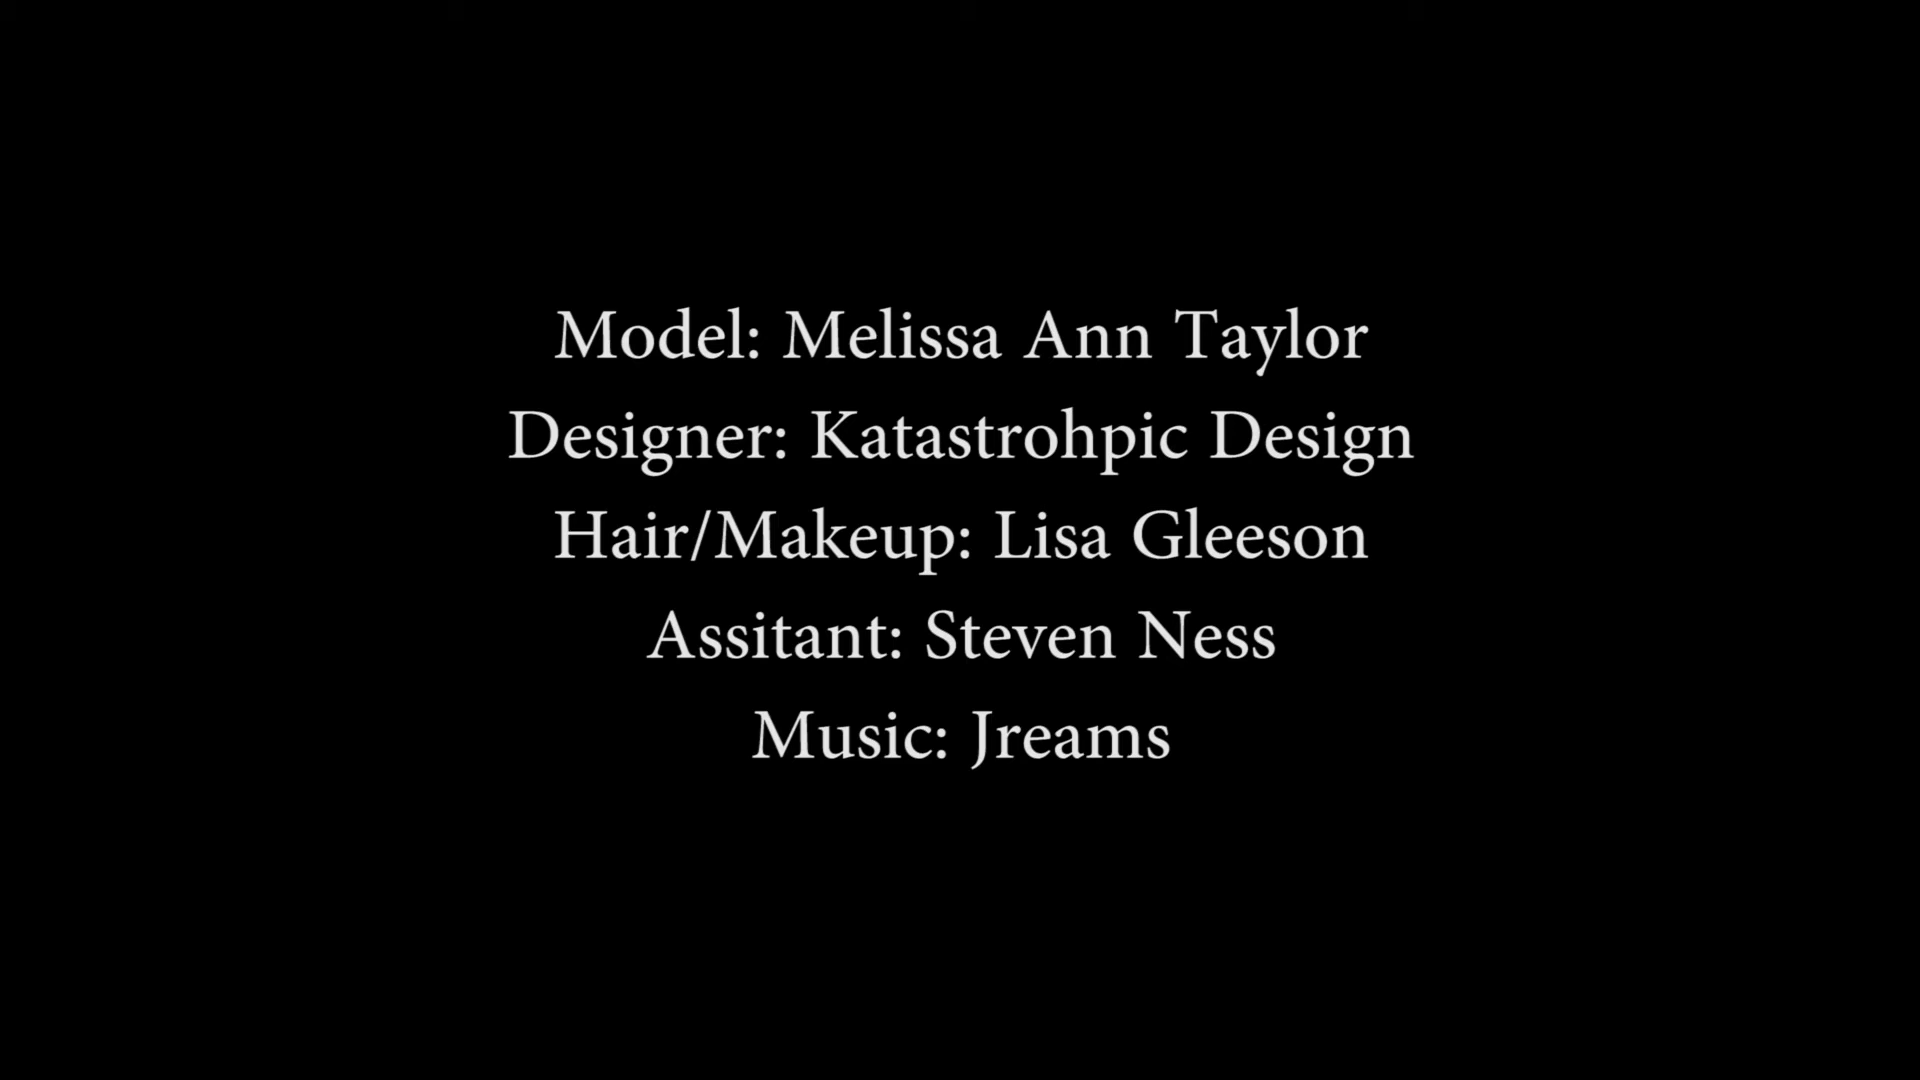 Model: Melissa Ann Taylor
Designer: Katastrohpic Design
Hair/Makeup: Lisa Gleeson
Assitant: Steven Ness
Music: Jreams